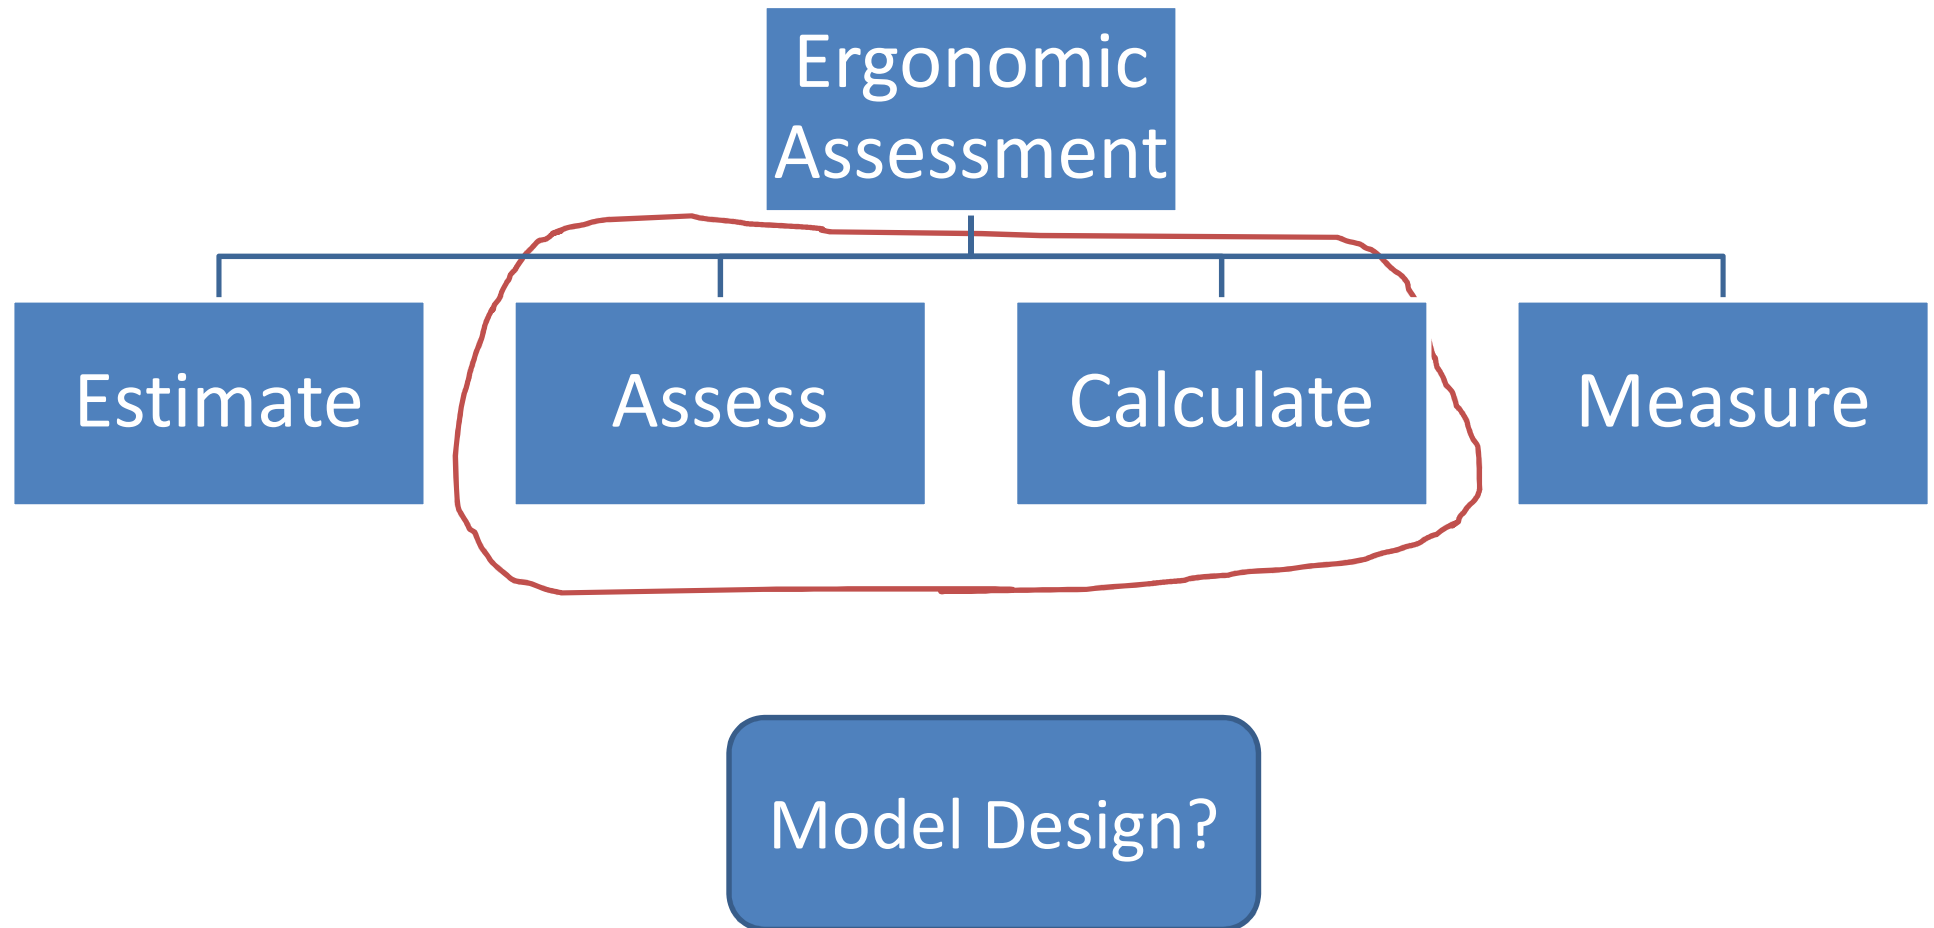 Ergonomic
Assessment
Estimate
Assess
Calculate
Measure
Model Design?